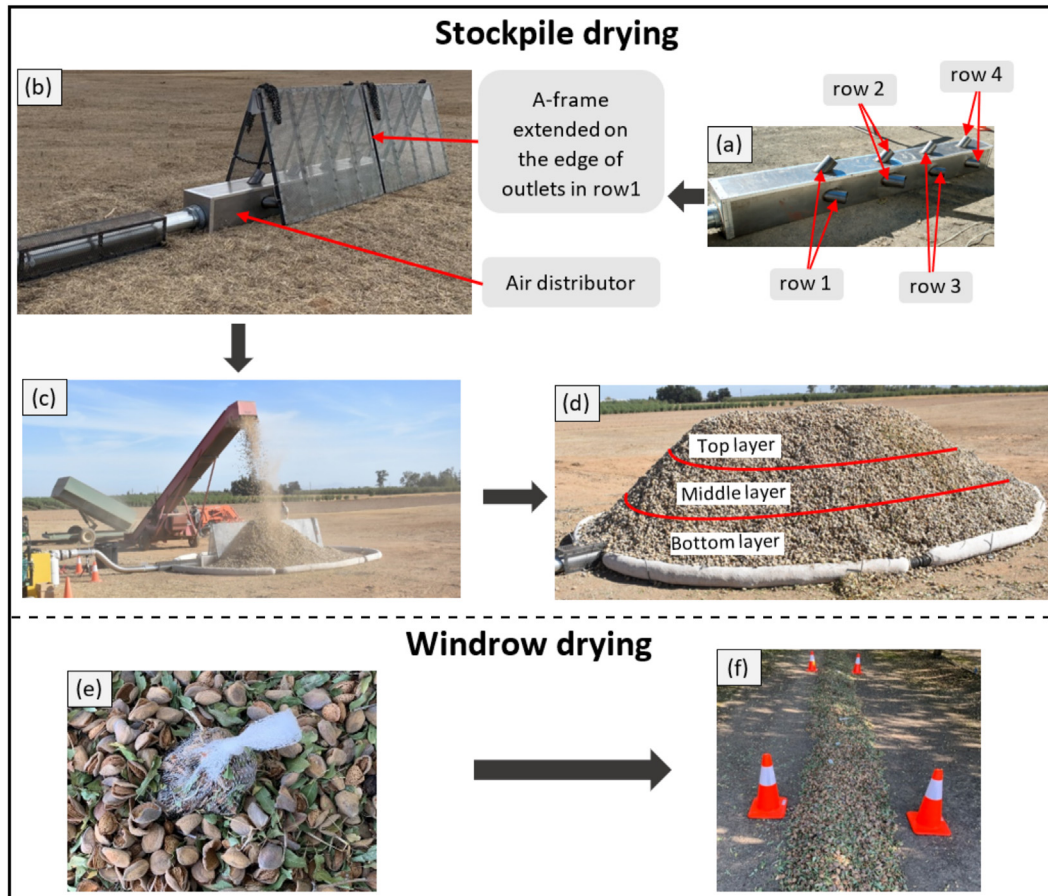 Stockpile drying
(b)
A-frame
extended on
the edge of
outlets in row1
Air distributor
(a)
row 2
row 4
row 1
row 3
(c)
(d)
Top layer
Middle layer
Bottom layer
Windrow drying
(e)
(f)